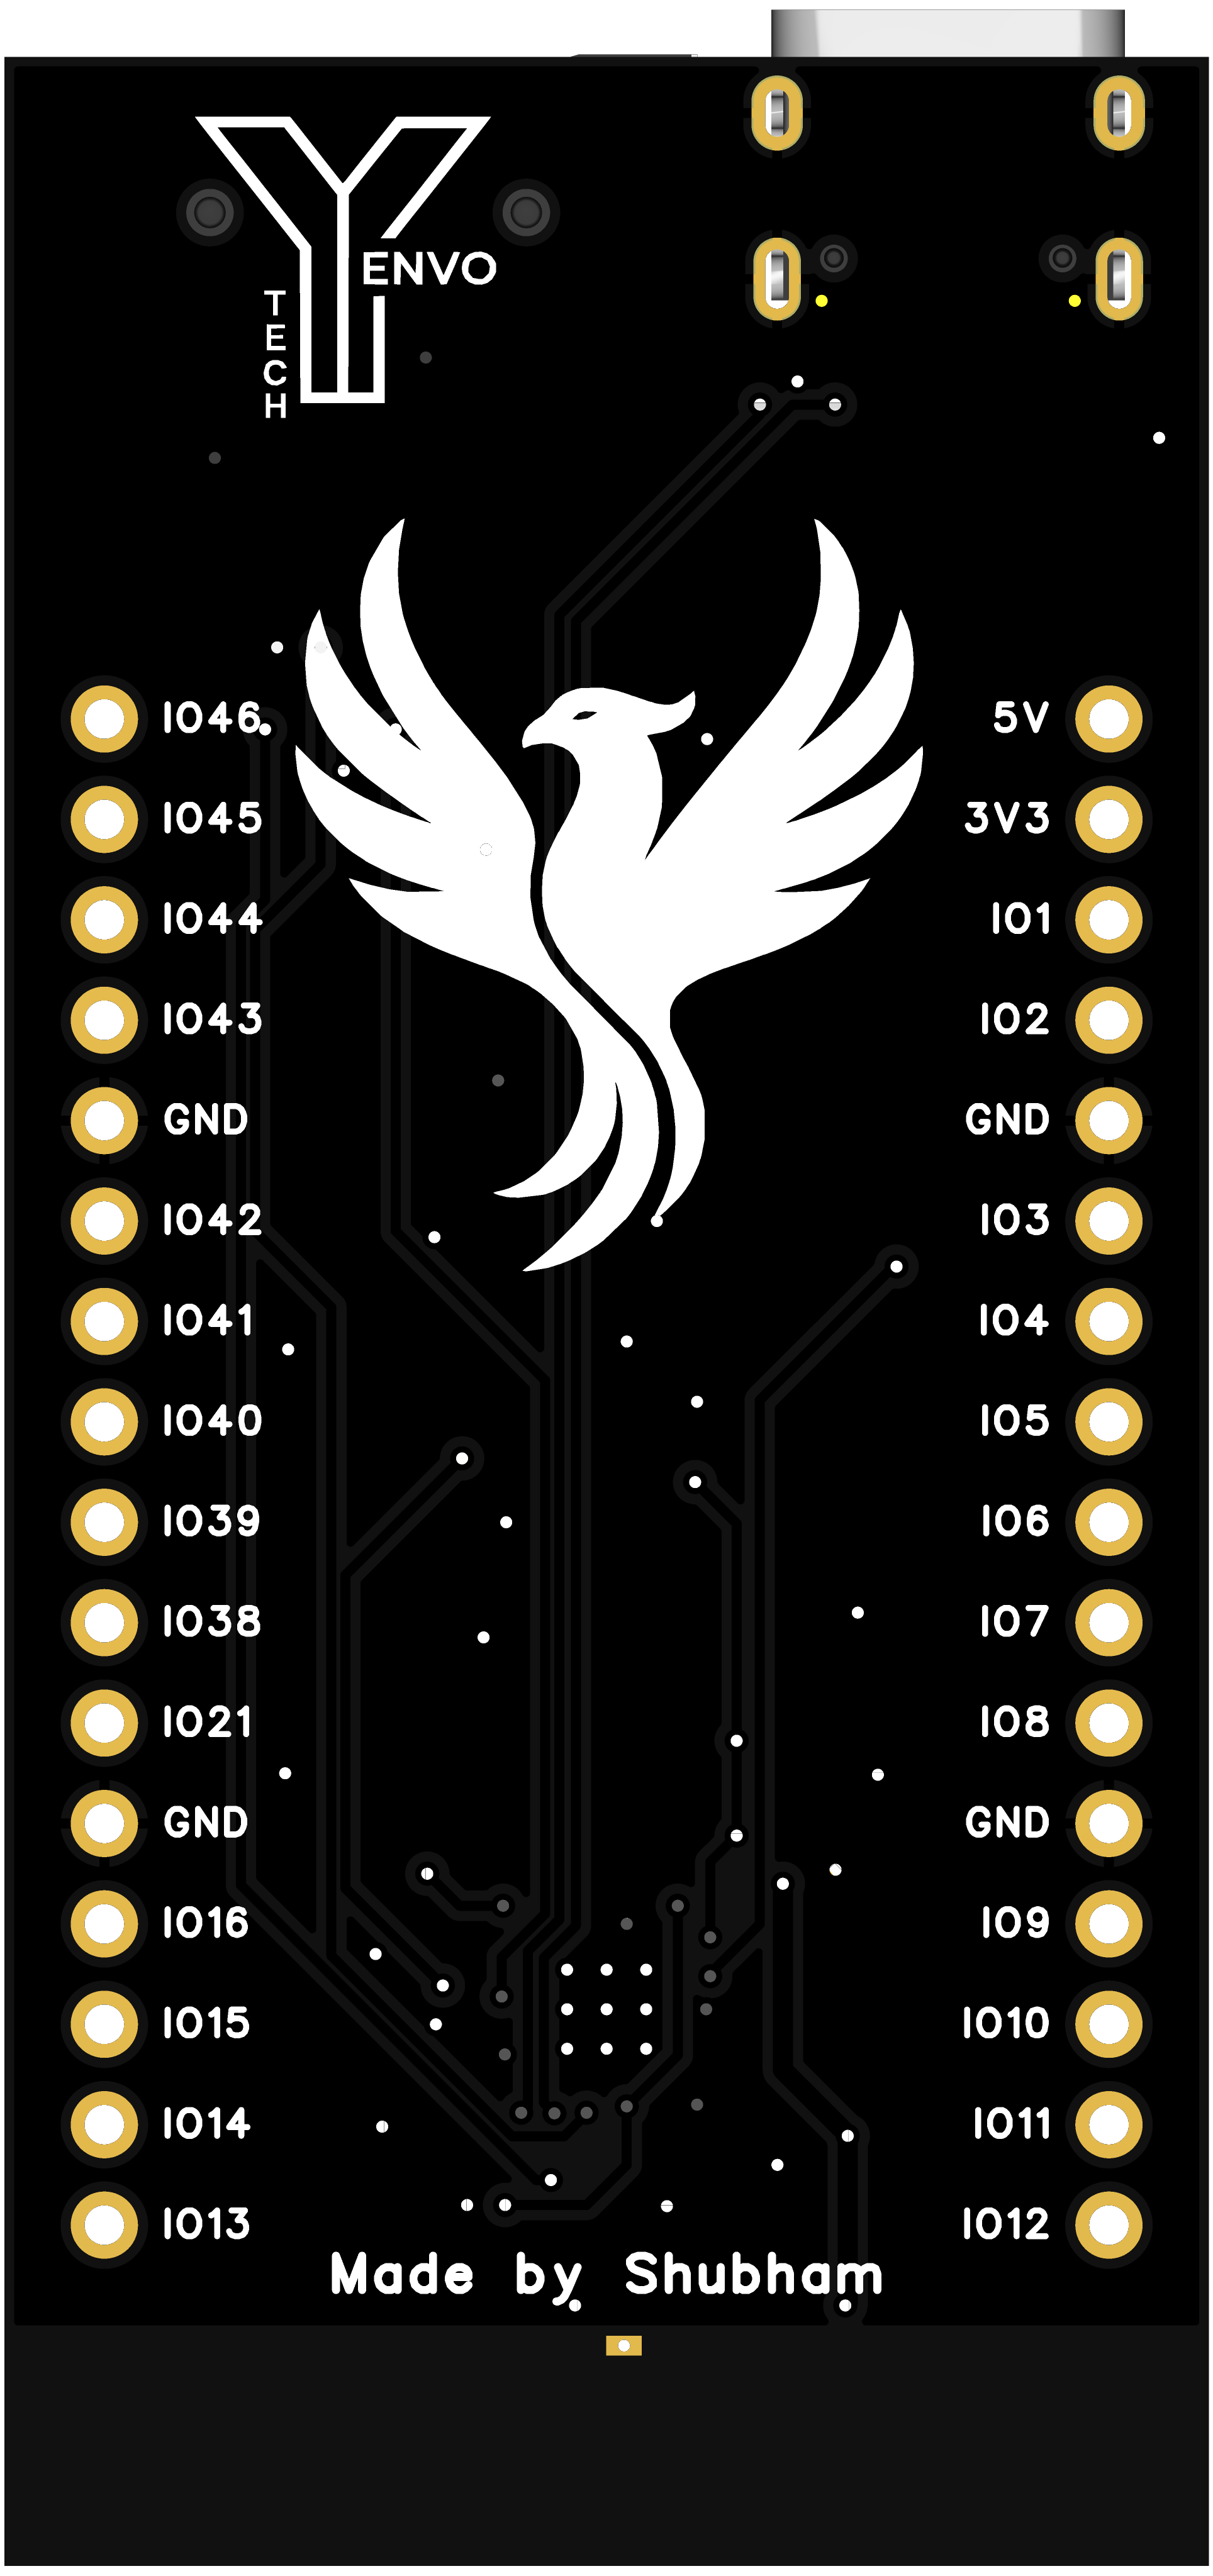 Y
ENVO
TECH
IO46
5V
IO45
3V3
IO44
IO1
IO43
IO2
GND
GND
IO42
IO3
IO41
IO4
IO40
IO5
IO39
IO6
IO38
IO7
IO21
IO8
GND
GND
IO16
IO9
IO15
IO10
IO14
IO11
IO13
IO12
Made by Shubham